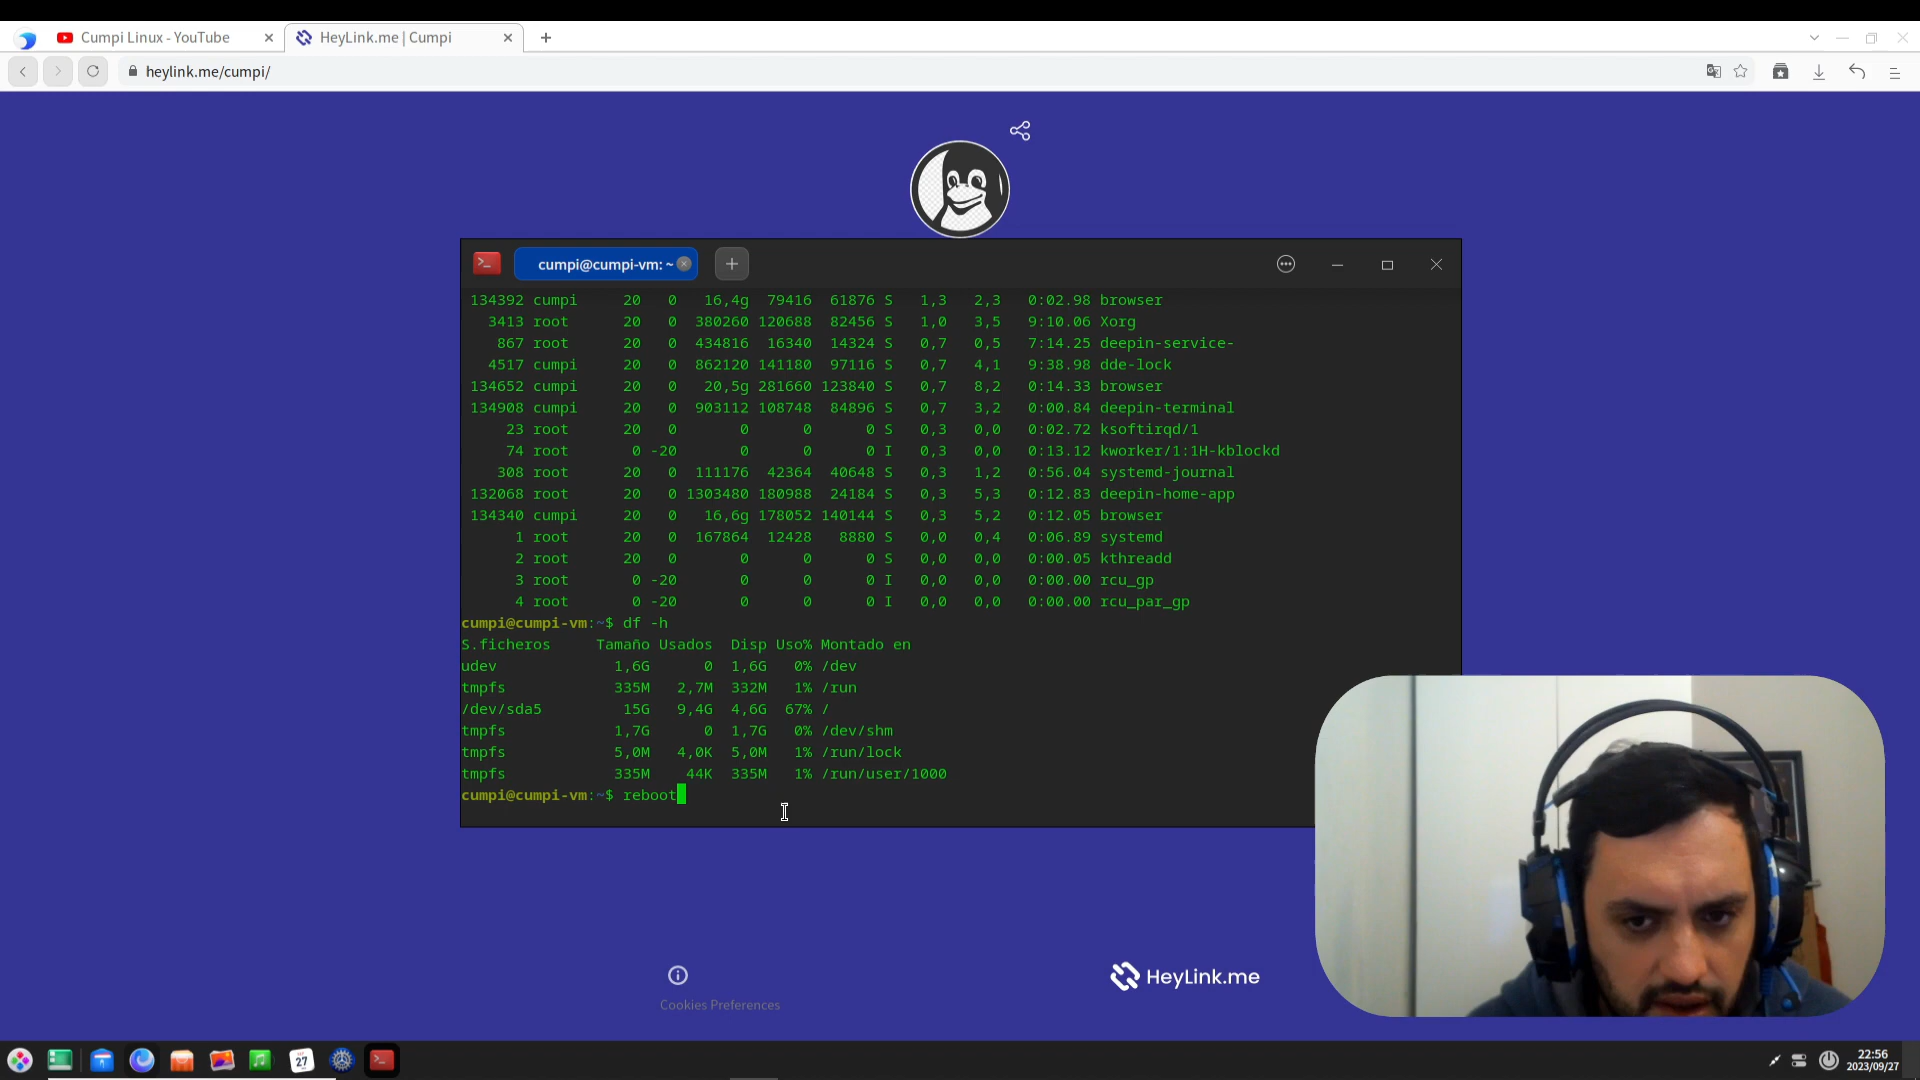 Cumpi Linux - YouTube
HeyLink.me | Cumpi
heylink.me/cumpi/
cumpi@cumpi-vm: ~
134392 cumpi 20 0 16,4g 79416 61876 S 1,3 2,3 0:02.98 browser
3413 root 20 0 380260 120688 82456 S 1,0 3,5 9:10.06 Xorg
867 root 20 0 434816 16340 14324 S 0,7 0,5 7:14.25 deepin-service-
4517 cumpi 20 0 862120 141180 97116 S 0,7 4,1 9:38.98 dde-lock
134652 cumpi 20 0 20,5g 281660 123840 S 0,7 8,2 0:14.33 browser
134908 cumpi 20 0 903112 108748 84896 S 0,7 3,2 0:00.84 deepin-terminal
23 root 20 0 0 0 0 S 0,3 0,0 0:02.72 ksoftirqd/1
74 root 0 -20 0 0 0 I 0,3 0,0 0:13.12 kworker/1:1H-kblockd
308 root 20 0 111176 42364 40648 S 0,3 1,2 0:56.04 systemd-journal
132068 root 20 0 1303480 180988 24184 S 0,3 5,3 0:12.83 deepin-home-app
134340 cumpi 20 0 16,6g 178052 140144 S 0,3 5,2 0:12.05 browser
1 root 20 0 167864 12428 8880 S 0,0 0,4 0:06.89 systemd
2 root 20 0 0 0 0 S 0,0 0,0 0:00.05 kthreadd
3 root 0 -20 0 0 0 I 0,0 0,0 0:00.00 rcu_gp
4 root 0 -20 0 0 0 I 0,0 0,0 0:00.00 rcu_par_gp
cumpi@cumpi-vm:~$ df -h
S.ficheros Tamaño Usados Disp Uso% Montado en
udev 1,6G 0 1,6G 0% /dev
tmpfs 335M 2,7M 332M 1% /run
/dev/sda5 15G 9,4G 4,6G 67% /
tmpfs 1,7G 0 1,7G 0% /dev/shm
tmpfs 5,0M 4,0K 5,0M 1% /run/lock
tmpfs 335M 44K 335M 1% /run/user/1000
cumpi@cumpi-vm:~$ reboot
HeyLink.me
Cookies Preferences
27
22:56
2023/09/27